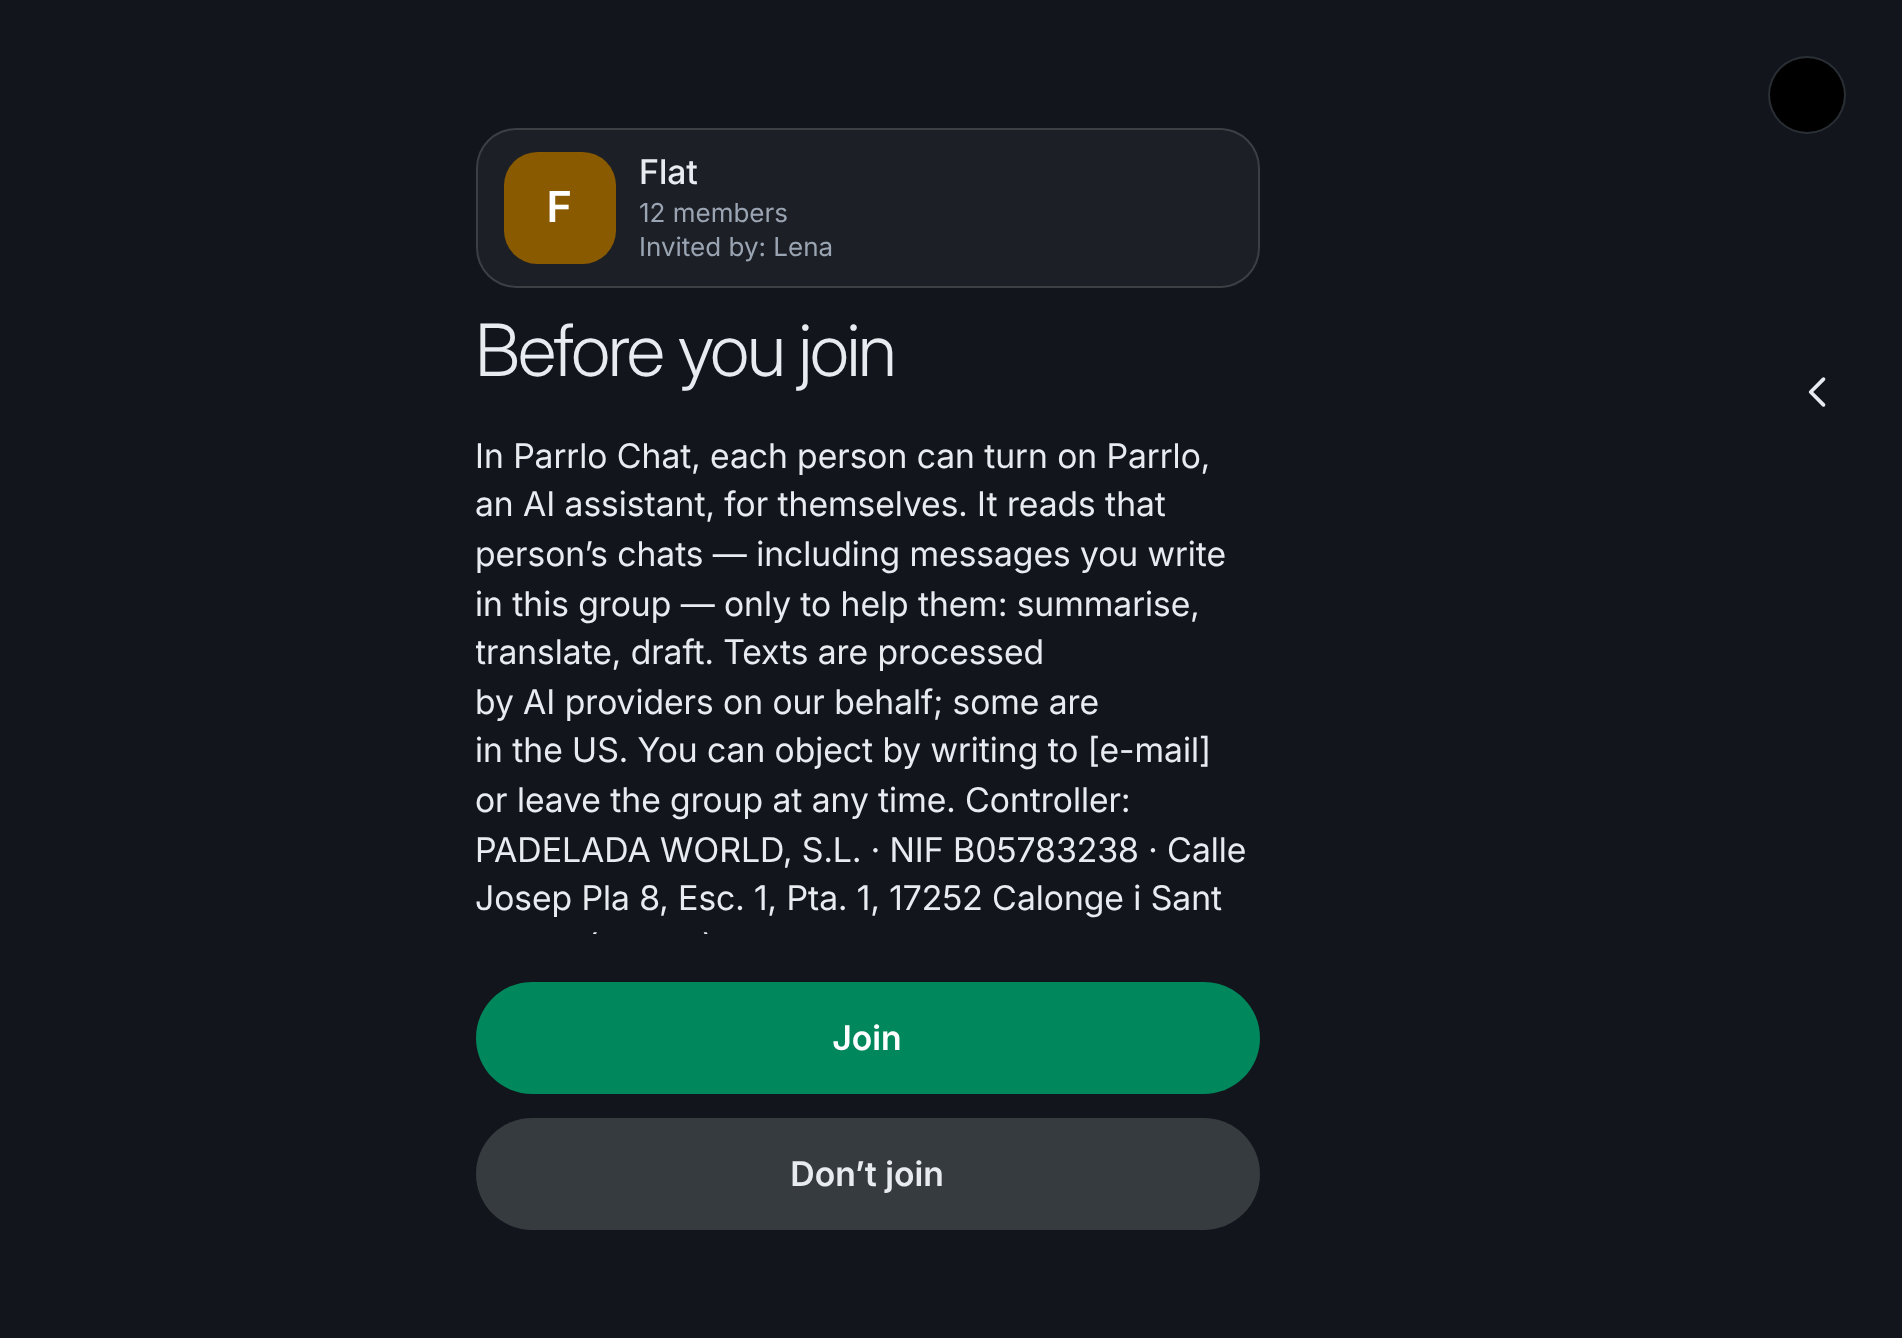 F
Flat
12 members
Invited by: Lena
Before you join
In Parrlo Chat, each person can turn on Parrlo,
an AI assistant, for themselves. It reads that
person’s chats — including messages you write
in this group — only to help them: summarise,
translate, draft. Texts are processed
by AI providers on our behalf; some are
in the US. You can object by writing to [e-mail]
or leave the group at any time. Controller:
PADELADA WORLD, S.L. · NIF B05783238 · Calle
Josep Pla 8, Esc. 1, Pta. 1, 17252 Calonge i Sant
Join
Don’t join